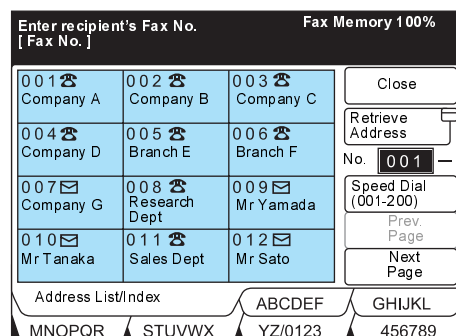 Enter recipient's Fax No.
Fax Memory 100%
[ Fax No. ]
001
Company A
002
Company B
003
Company C
Close
004
Company D
005
Branch E
006
Branch F
Retrieve
Address
No. 001 –
007
Company G
008
Research
Dept
009
Mr Yamada
Speed Dial
(001-200)
Prev.
Page
010
Mr Tanaka
011
Sales Dept
012
Mr Sato
Next
Page
Address List/Index
ABCDEF
GHIJKL
MNOPQR
STUVWX
YZ/0123
456789